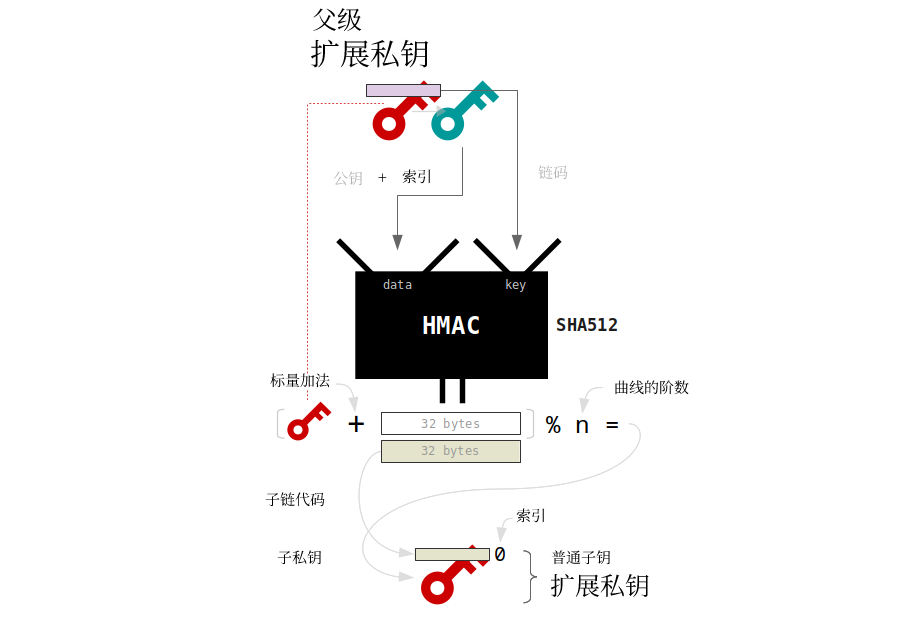 父级
扩展私钥
公钥 + 索引
链码
data key
HMAC
SHA512
标量加法
曲线的阶数
+ 32 bytes % n =
32 bytes
子链代码
索引
0
子私钥
普通子钥
扩展私钥